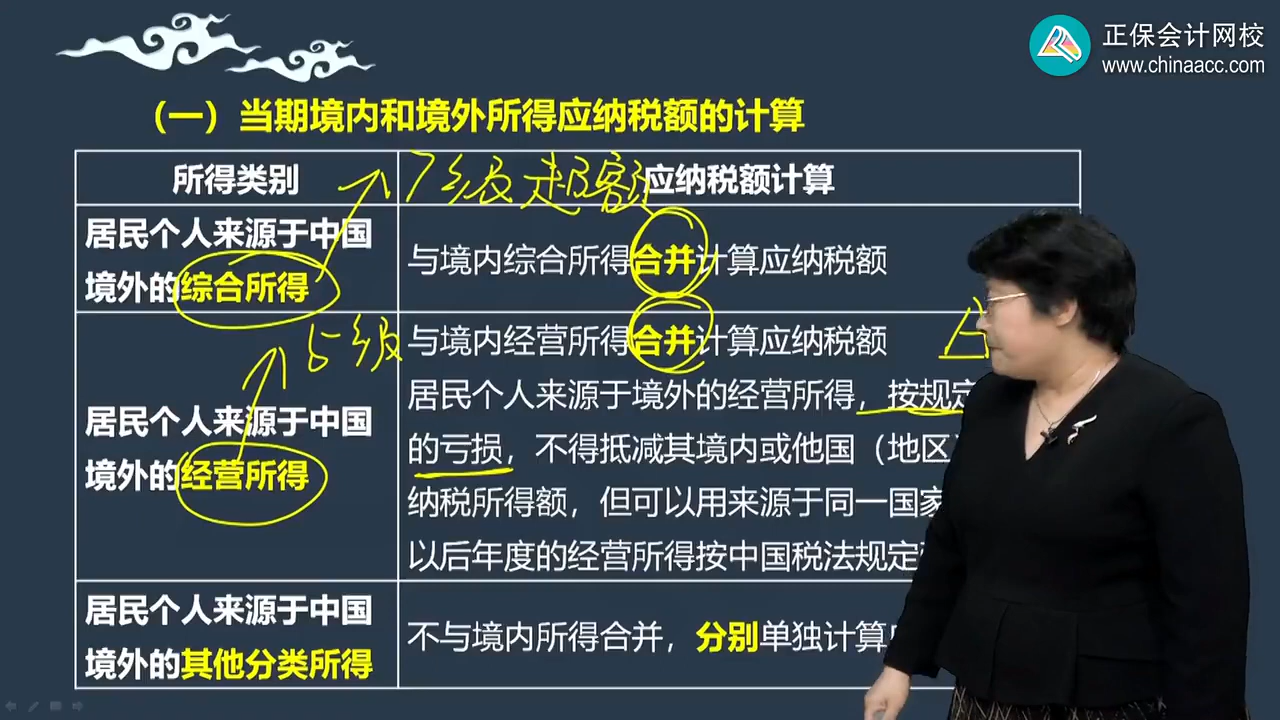 正保会计网校
www.chinaacc.com
（一）当期境内和境外所得应纳税额的计算
所得类别
7级超额
应纳税额计算
居民个人来源于中国
境外的综合所得
与境内综合所得合并计算应纳税额
5级
居民个人来源于中国
境外的经营所得
与境内经营所得合并计算应纳税额
居民个人来源于境外的经营所得，按规定
的亏损，不得抵减其境内或他国（地区）
纳税所得额，但可以用来源于同一国家
以后年度的经营所得按中国税法规定
居民个人来源于中国
境外的其他分类所得
不与境内所得合并，分别单独计算